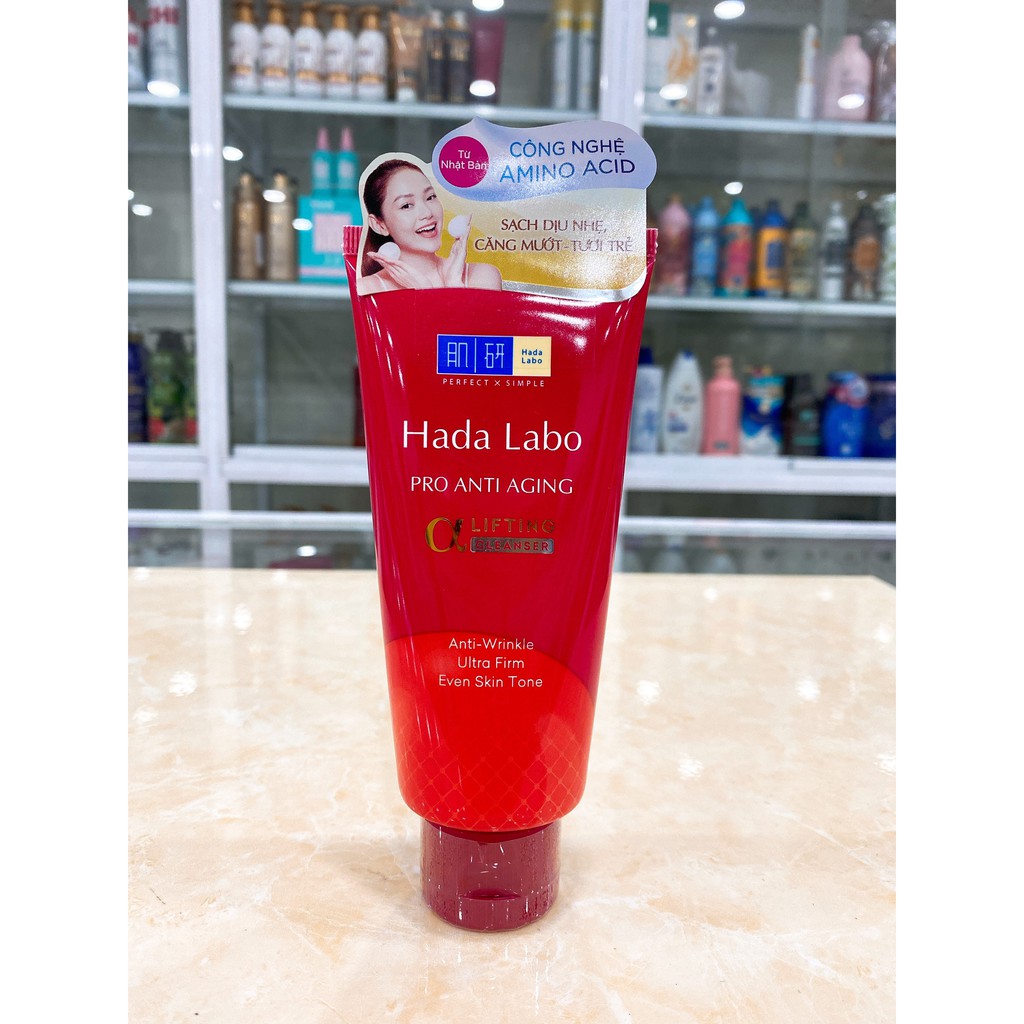 Từ
Nhật Bản
CÔNG NGHỆ
AMINO ACID
SẠCH DỊU NHẸ,
CĂNG MƯỚT-TƯƠI TRẺ
肌 研
Hada
Labo
PERFECT X SIMPLE
Hada Labo
PRO ANTI AGING
α LIFTING
CLEANSER
Anti-Wrinkle
Ultra Firm
Even Skin Tone